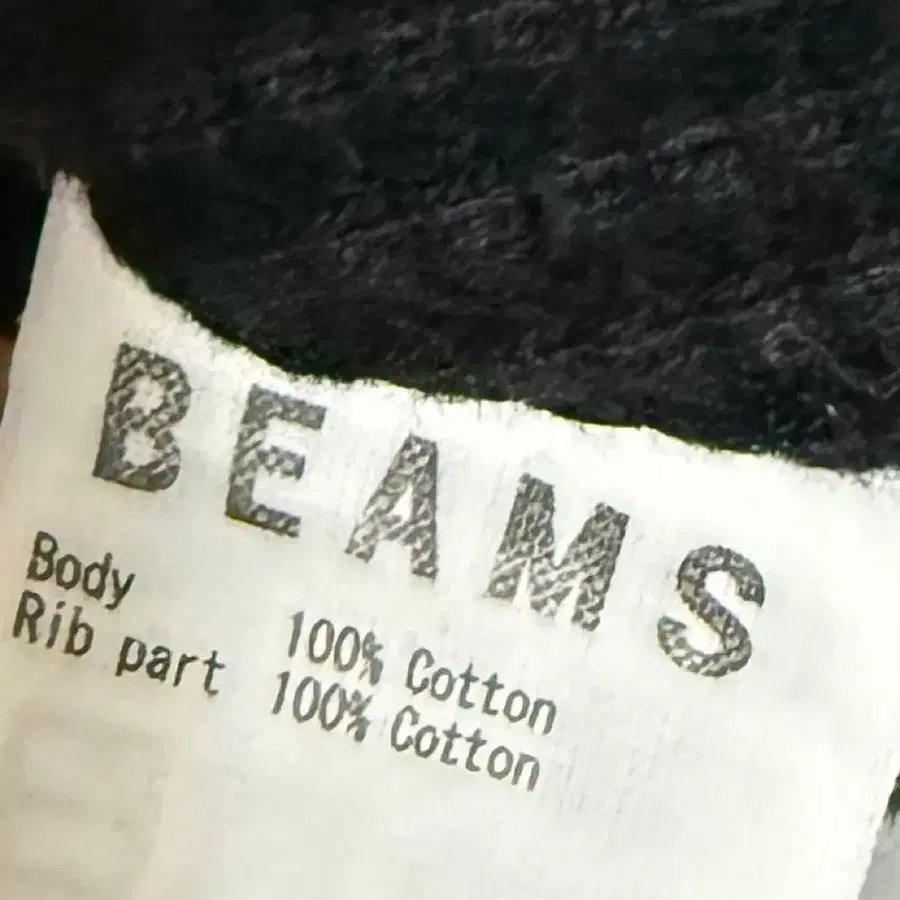 BEAMS
Body 100% Cotton
Rib part 100% Cotton